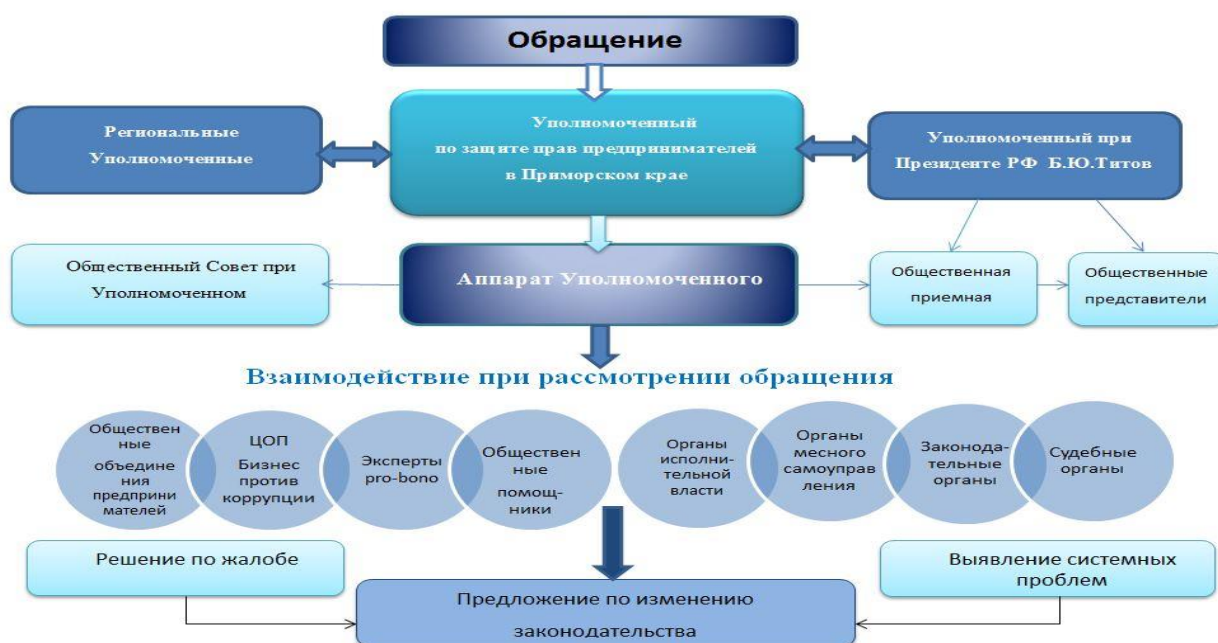 Обращение
Региональные
Уполномоченные
Уполномоченный
по защите прав предпринимателей
в Приморском крае
Уполномоченный при
Президенте РФ Б.Ю.Титов
Общественный Совет при
Уполномоченном
Аппарат Уполномоченного
Общественная
приемная
Общественные
представители
Взаимодействие при рассмотрении обращения
Обществен
ные
объедине
ния
предприни
мателей
ЦОП
Бизнес
против
коррупции
Эксперты
pro-bono
Обществен
ные
помощ-
ники
Органы
исполни-
тельной
власти
Органы
месного
самоуправ
ления
Законода-
тельные
органы
Судебные
органы
Решение по жалобе
Выявление системных
проблем
Предложение по изменению
законодательства